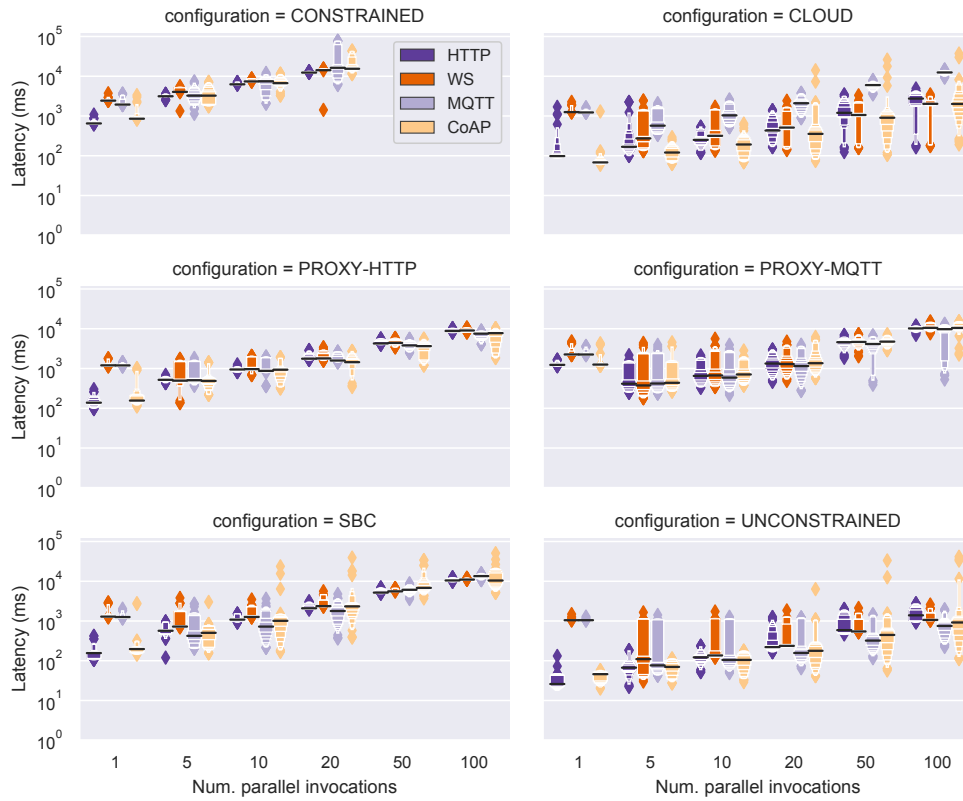 configuration = CONSTRAINED
configuration = CLOUD
10^5
10^4
10^3
10^2
10^1
10^0
Latency (ms)
HTTP
WS
MQTT
CoAP
configuration = PROXY-HTTP
configuration = PROXY-MQTT
10^5
10^4
10^3
10^2
10^1
10^0
Latency (ms)
configuration = SBC
configuration = UNCONSTRAINED
10^5
10^4
10^3
10^2
10^1
10^0
Latency (ms)
1 5 10 20 50 100
1 5 10 20 50 100
Num. parallel invocations
Num. parallel invocations